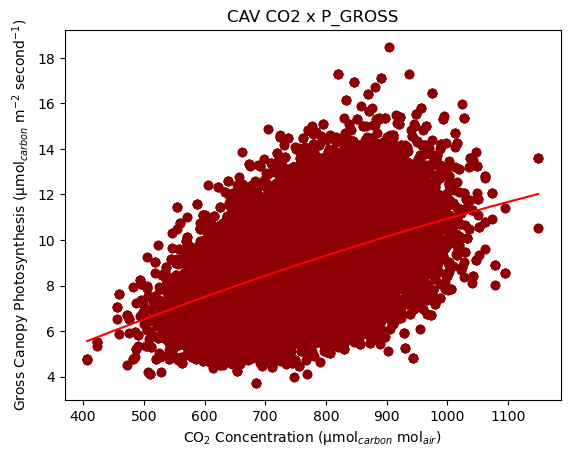 CAV CO2 x P_GROSS
Gross Canopy Photosynthesis (μmol_carbon m⁻² second⁻¹)
18
16
14
12
10
8
6
4
400 500 600 700 800 900 1000 1100
CO₂ Concentration (μmol_carbon mol_air)